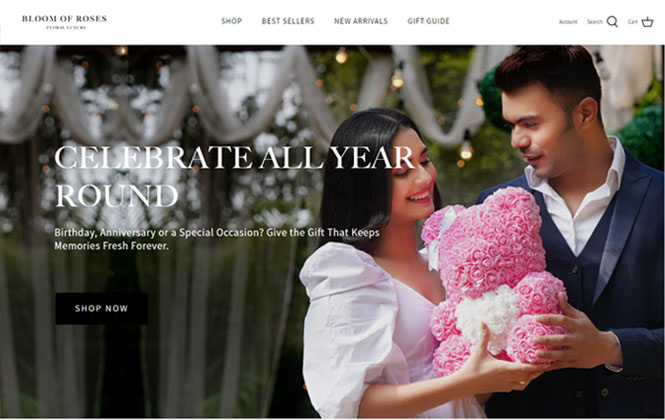 BLOOM OF ROSES
FLORAL LUXURY
SHOP
BEST SELLERS
NEW ARRIVALS
GIFT GUIDE
Account
Search
Cart
CELEBRATE ALL YEAR
ROUND
Birthday, Anniversary or a Special Occasion? Give the Gift That Keeps
Memories Fresh Forever.
SHOP NOW